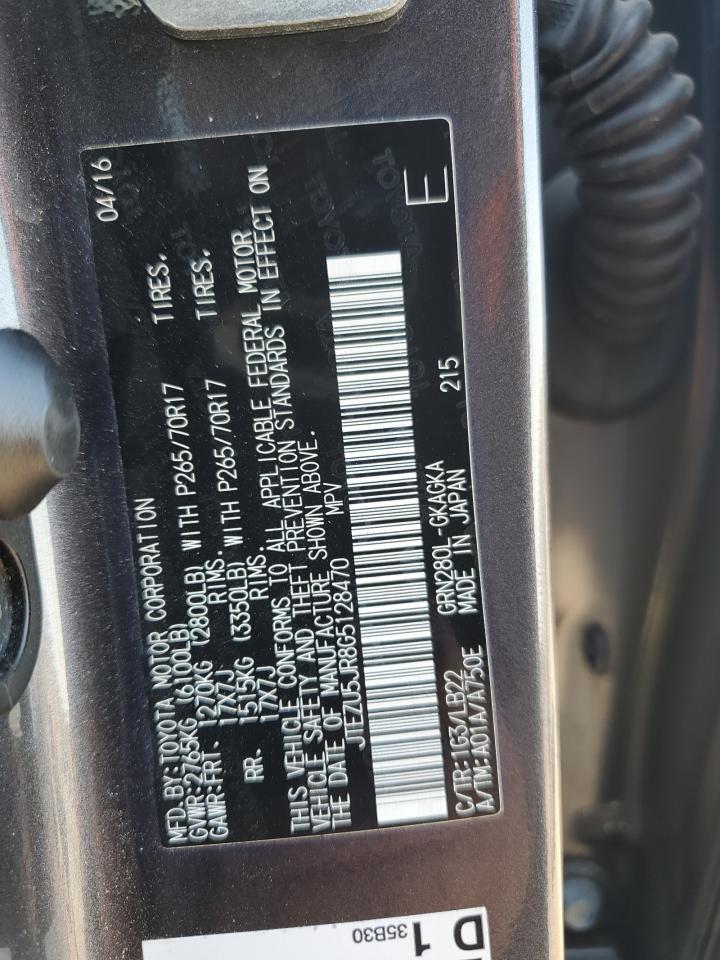 MFD.BY:TOYOTA MOTOR CORPORATION 04/16
GVWR:2765KG (6100LB)
GAWR:FRT. 1270KG (2800LB) WITH P265/70R17 TIRES.
17X7J RIMS.
RR. 1515KG (3350LB) WITH P265/70R17 TIRES.
17X7J RIMS.
THIS VEHICLE CONFORMS TO ALL APPLICABLE FEDERAL MOTOR
VEHICLE SAFETY AND THEFT PREVENTION STANDARDS IN EFFECT ON
THE DATE OF MANUFACTURE SHOWN ABOVE.
JTEZU5JR8G5128470 MPV
C/TR:1G3/LB22 GRN280L-GKAGKA 215
A/TM:A01A/A750E MADE IN JAPAN
E
35B30
D1